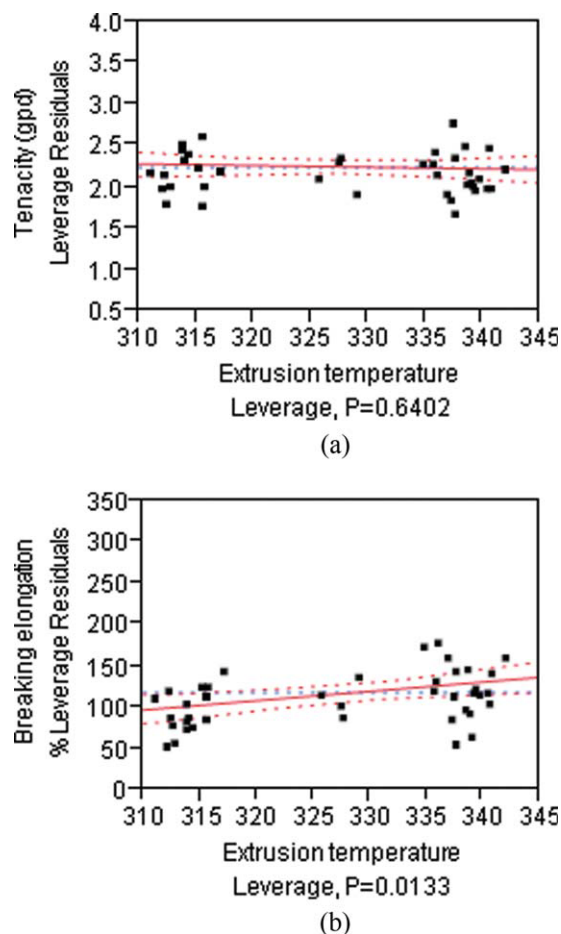 Tenacity (gpd)
Leverage Residuals
4.0
3.5
3.0
2.5
2.0
1.5
1.0
0.5
310 315 320 325 330 335 340 345
Extrusion temperature
Leverage, P=0.6402
(a)
Breaking elongation
% Leverage Residuals
350
300
250
200
150
100
50
0
310 315 320 325 330 335 340 345
Extrusion temperature
Leverage, P=0.0133
(b)